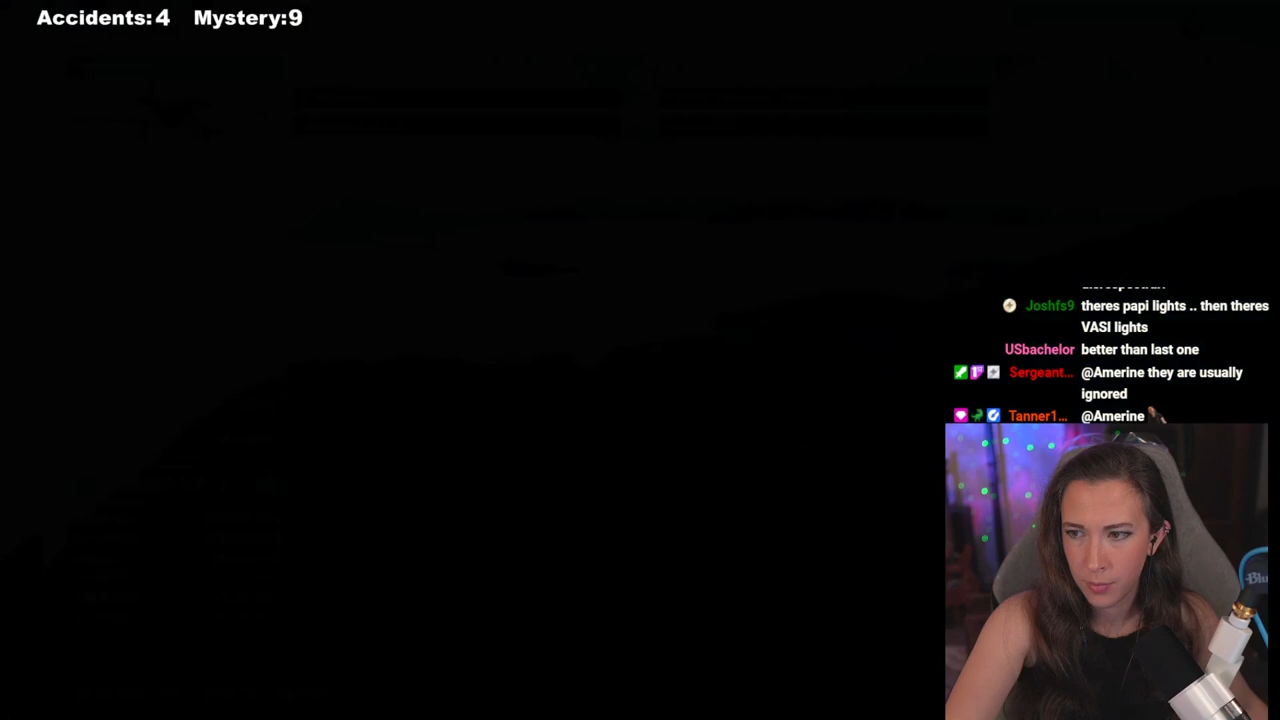 Accidents: 4 Mystery:9
Joshfs9 theres papi lights .. then theres
VASI lights
USbachelor better than last one
Sergeant... @Amerine they are usually
ignored
Tanner1... @Amerine
Blu